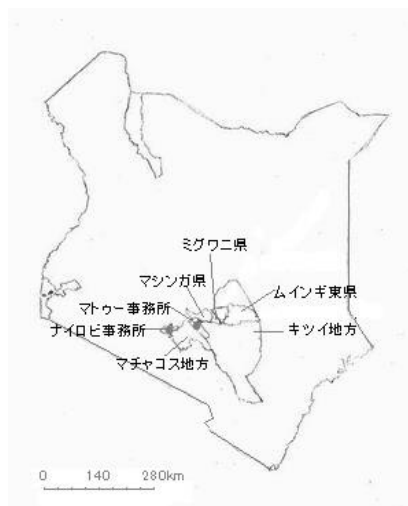 ミグワニ県
マシンガ県
ムインギ東県
マトゥー事務所
ナイロビ事務所
キツイ地方
マチャコス地方
0 140 280km